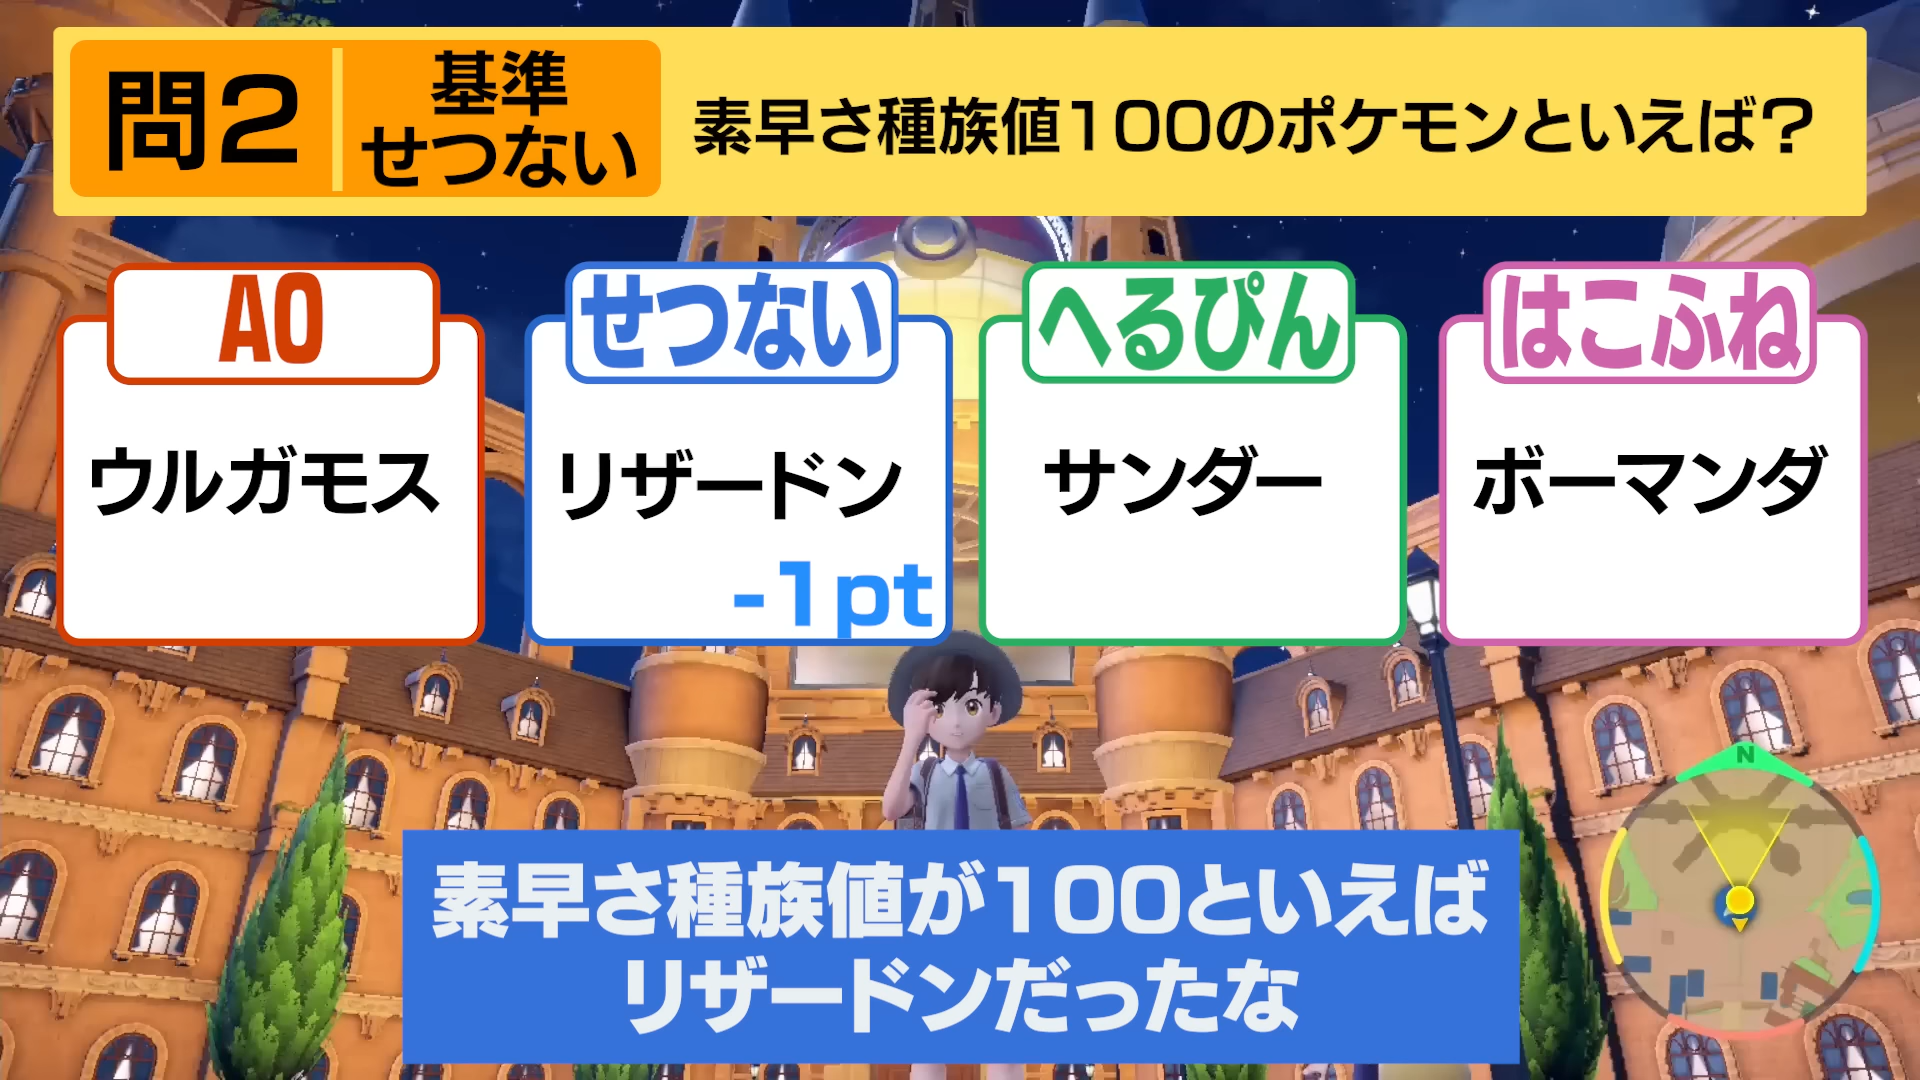 問2
基準
せつない
素早さ種族値100のポケモンといえば?
A0
ウルガモス
せつない
リザードン
-1pt
へるぴん
サンダー
はこふね
ボーマンダ
N
素早さ種族値が100といえば
リザードンだったな